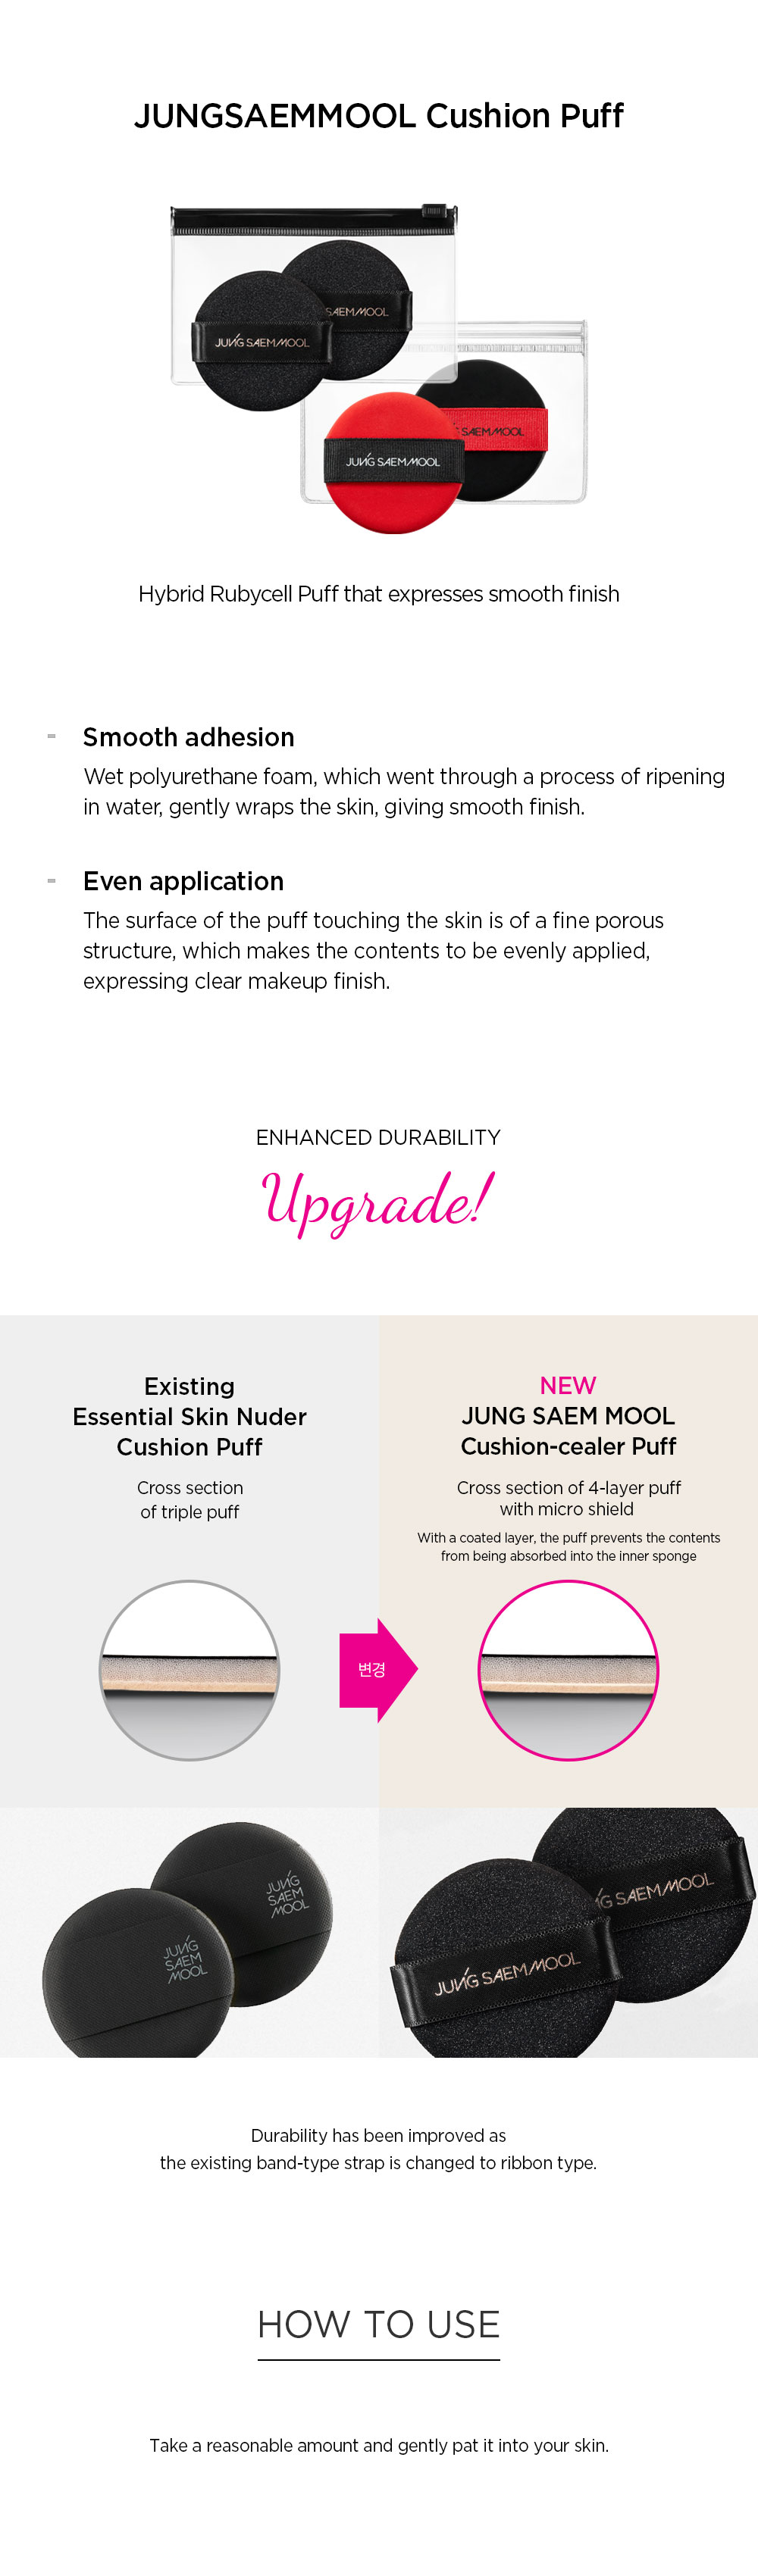 JUNGSAEMMOOL Cushion Puff
SAEMMOOL
JUNG SAEMMOOL
SAEMMOOL
JUNG SAEMMOOL
Hybrid Rubycell Puff that expresses smooth finish
- Smooth adhesion
Wet polyurethane foam, which went through a process of ripening
in water, gently wraps the skin, giving smooth finish.
- Even application
The surface of the puff touching the skin is of a fine porous
structure, which makes the contents to be evenly applied,
expressing clear makeup finish.
ENHANCED DURABILITY
Upgrade!
Existing
Essential Skin Nuder
Cushion Puff
Cross section
of triple puff
NEW
JUNG SAEM MOOL
Cushion-cealer Puff
Cross section of 4-layer puff
with micro shield
With a coated layer, the puff prevents the contents
from being absorbed into the inner sponge
변경
JUNG
SAEM
MOOL
JUNG
SAEM
MOOL
NG SAEMMOOL
JUNG SAEMMOOL
Durability has been improved as
the existing band-type strap is changed to ribbon type.
HOW TO USE
Take a reasonable amount and gently pat it into your skin.